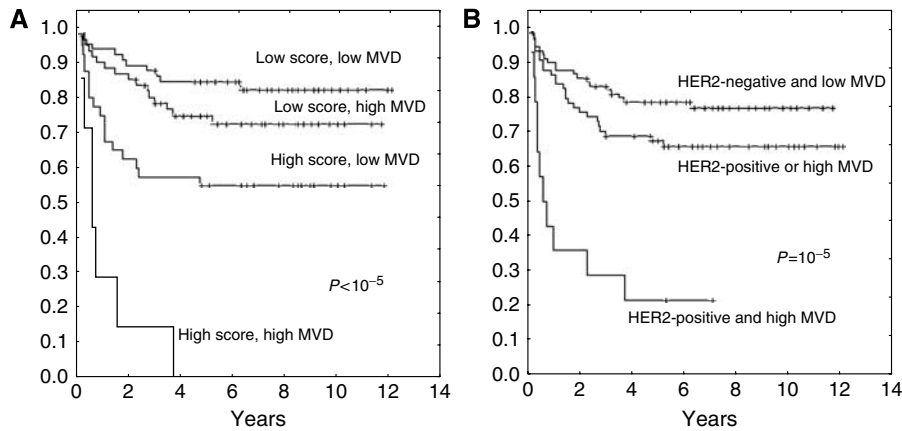 A
1.0
0.9
0.8
0.7
0.6
0.5
0.4
0.3
0.2
0.1
0.0
Low score, low MVD
Low score, high MVD
High score, low MVD
P<10⁻⁵
High score, high MVD
0 2 4 6 8 10 12 14
Years
B
1.0
0.9
0.8
0.7
0.6
0.5
0.4
0.3
0.2
0.1
0.0
HER2-negative and low MVD
HER2-positive or high MVD
P=10⁻⁵
HER2-positive and high MVD
0 2 4 6 8 10 12 14
Years